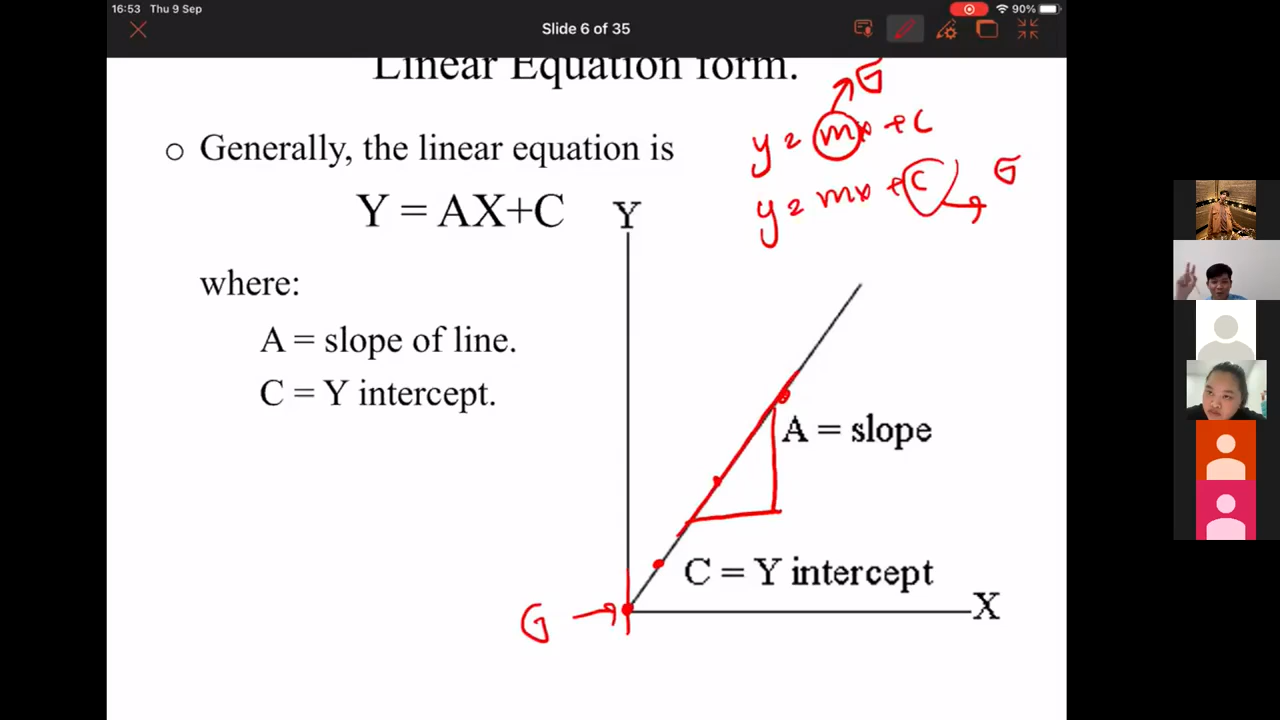 16:53 Thu 9 Sep
90%
Slide 6 of 35
Linear Equation form.
G
y = mx + C
Generally, the linear equation is
y = mx + C
G
Y = AX+C
Y
where:
A = slope of line.
C = Y intercept.
A = slope
C = Y intercept
X
G